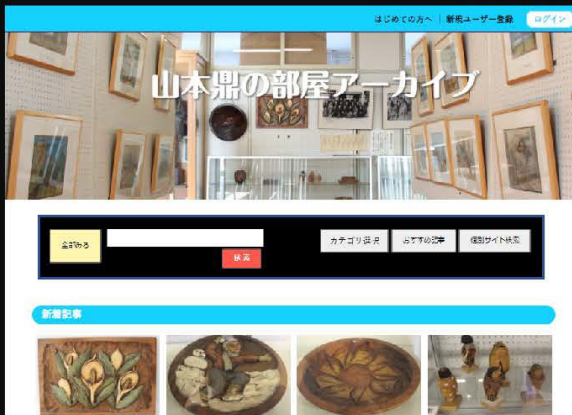 はじめての方へ
新規ユーザー登録
ログイン
山本鼎の部屋アーカイブ
全部みる
検索
カテゴリ選択
おすすめ記事
個別サイト検索
新着記事